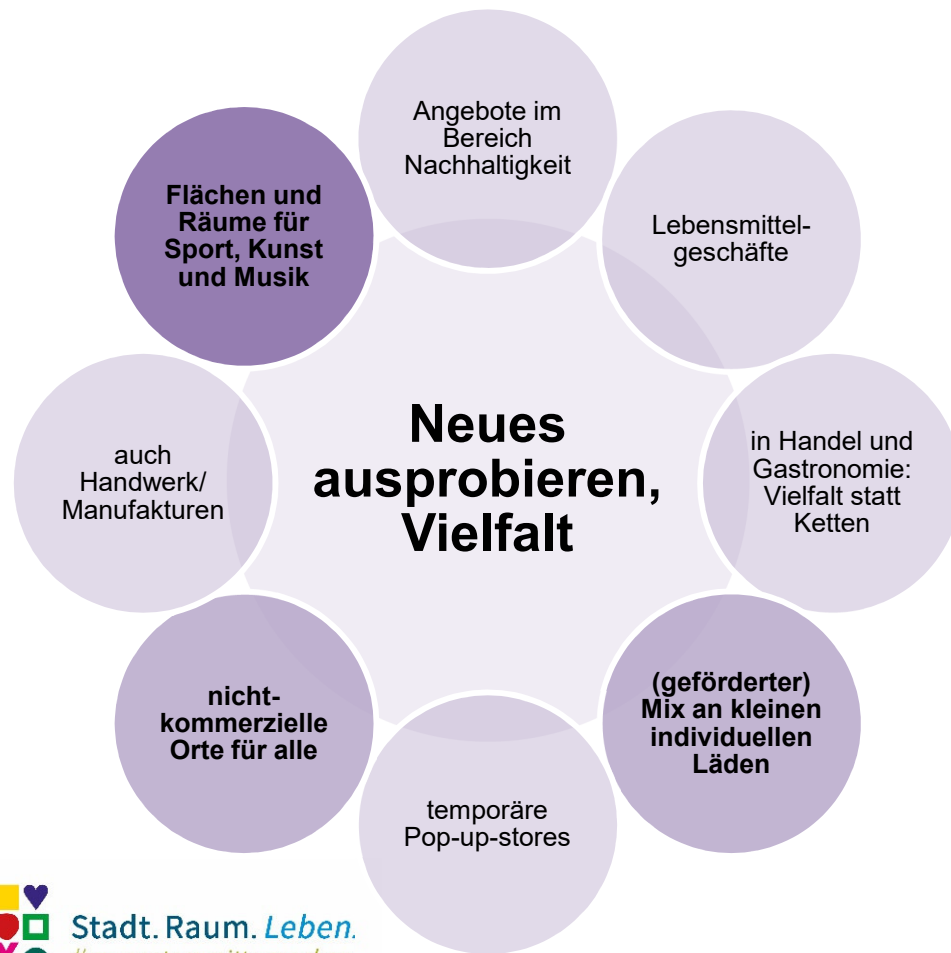 Angebote im
Bereich
Nachhaltigkeit
Lebensmittel-
geschäfte
in Handel und
Gastronomie:
Vielfalt statt
Ketten
(geförderter)
Mix an kleinen
individuellen
Läden
temporäre
Pop-up-stores
nicht-
kommerzielle
Orte für alle
auch
Handwerk/
Manufakturen
Flächen und
Räume für
Sport, Kunst
und Musik
Neues
ausprobieren,
Vielfalt
Stadt. Raum. Leben.